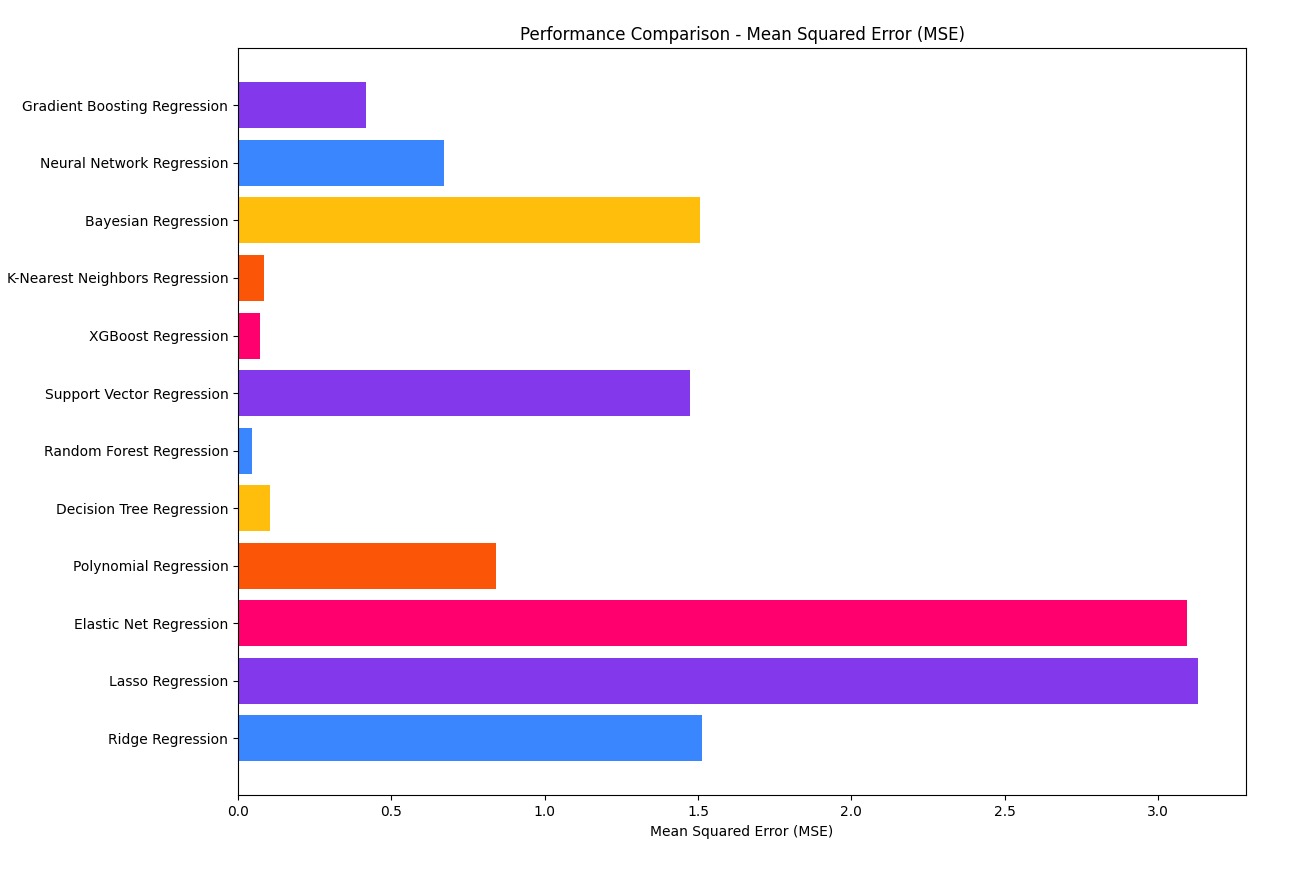 Performance Comparison - Mean Squared Error (MSE)
Gradient Boosting Regression
Neural Network Regression
Bayesian Regression
K-Nearest Neighbors Regression
XGBoost Regression
Support Vector Regression
Random Forest Regression
Decision Tree Regression
Polynomial Regression
Elastic Net Regression
Lasso Regression
Ridge Regression
0.0 0.5 1.0 1.5 2.0 2.5 3.0
Mean Squared Error (MSE)